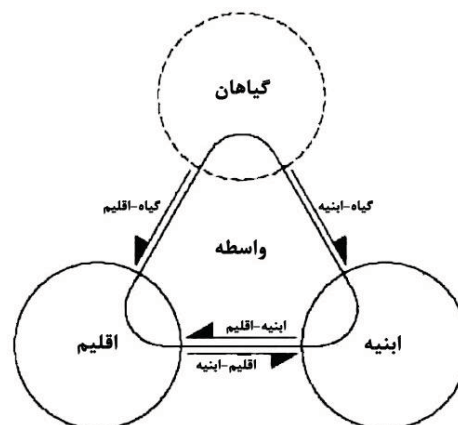 گیاهان
گیاه-ابنیه
گیاه-اقلیم
واسطه
ابنیه-اقلیم
ابنیه
اقلیم
اقلیم-ابنیه